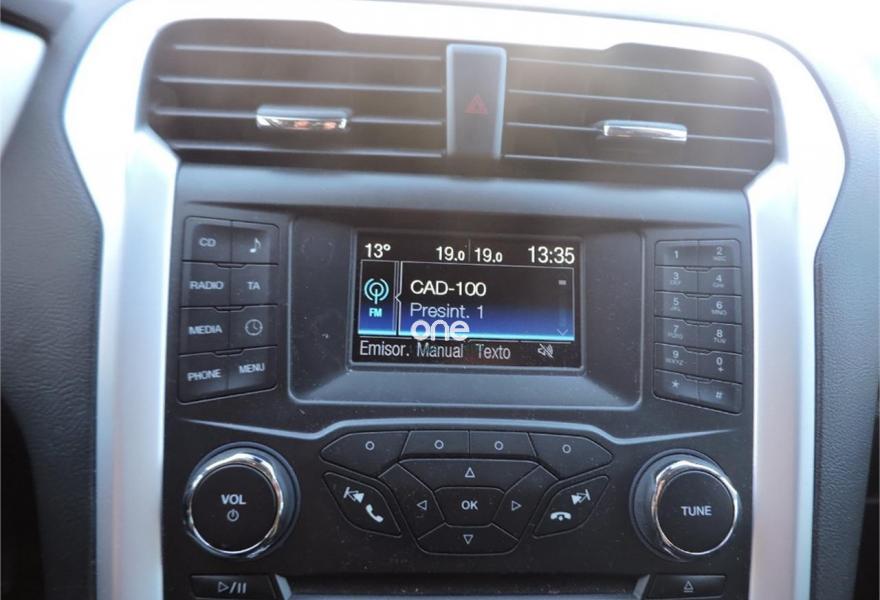 13° 19.0 19.0 13:35
CAD-100
FM Presint. 1
one
Emisor. Manual Texto
CD
RADIO TA
MEDIA
PHONE MENU
1 2 ABC
3 DEF 4 GHI
5 JKL 6 MNO
7 PQRS 8 TUV
9 WXYZ 0 +
* #
VOL
OK
TUNE